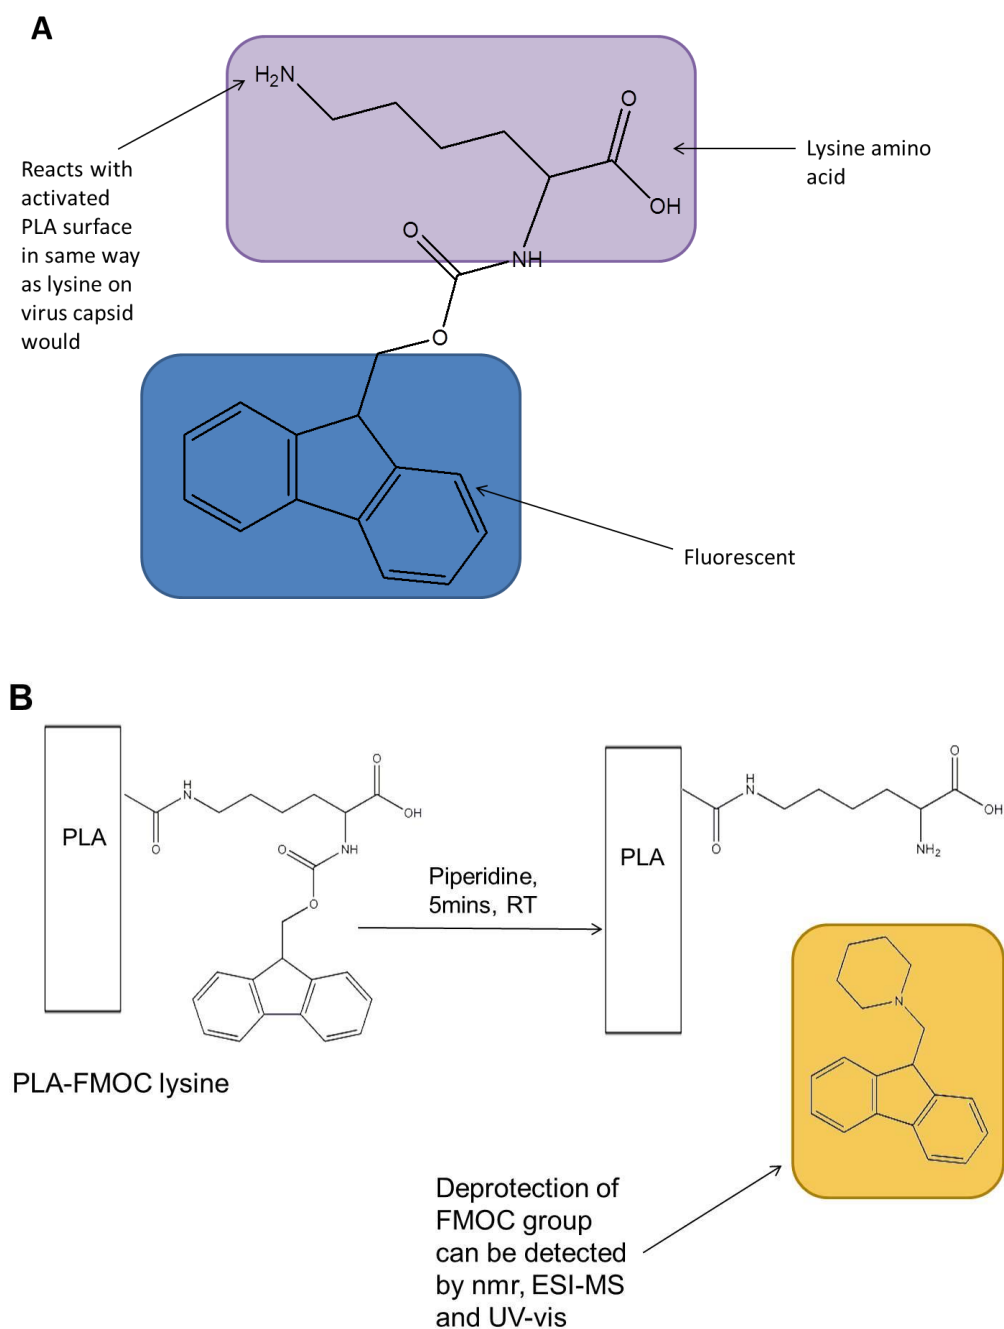 A
H₂N
O
OH
NH
O
O
Reacts with
activated
PLA surface
in same way
as lysine on
virus capsid
would
Lysine amino
acid
Fluorescent
B
PLA
H
N
O
O
OH
O
NH
O
PLA-FMOC lysine
Piperidine,
5mins, RT
PLA
H
N
O
O
OH
NH₂
N
Deprotection of
FMOC group
can be detected
by nmr, ESI-MS
and UV-vis